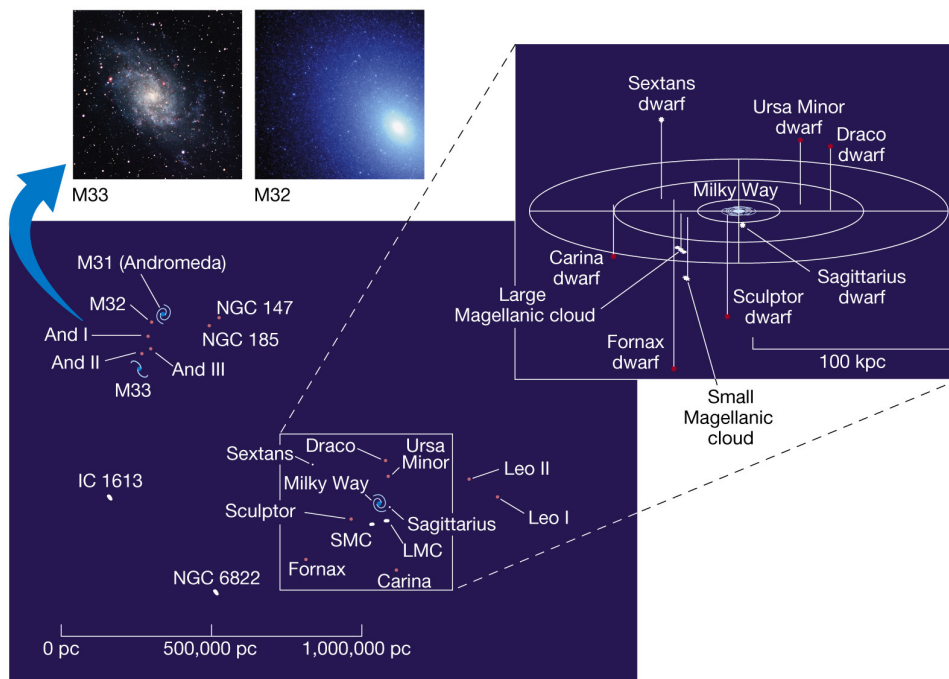 M33
M32
Sextans
dwarf
Ursa Minor
dwarf
Draco
dwarf
Milky Way
Carina
dwarf
Large
Magellanic cloud
Sagittarius
dwarf
Sculptor
dwarf
Fornax
dwarf
100 kpc
Small
Magellanic
cloud
M31 (Andromeda)
M32
NGC 147
And I
NGC 185
And II
And III
M33
Draco
Ursa
Minor
Sextans
Leo II
IC 1613
Milky Way
Sculptor
Sagittarius
Leo I
SMC
LMC
Fornax
Carina
NGC 6822
0 pc
500,000 pc
1,000,000 pc